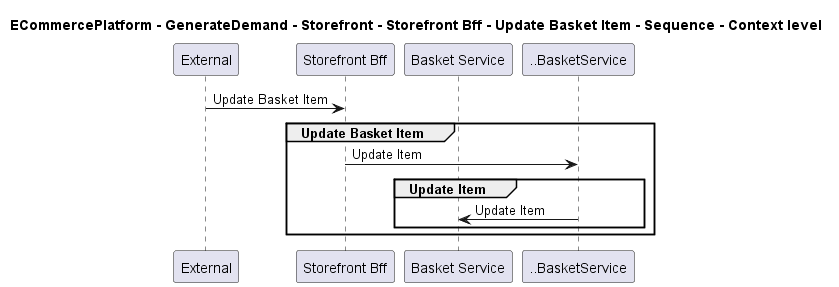 ECommercePlatform - GenerateDemand - Storefront - Storefront Bff - Update Basket Item - Sequence - Context level
External Storefront Bff Basket Service ..BasketService
Update Basket Item
Update Basket Item
Update Item
Update Item
Update Item
External Storefront Bff Basket Service ..BasketService